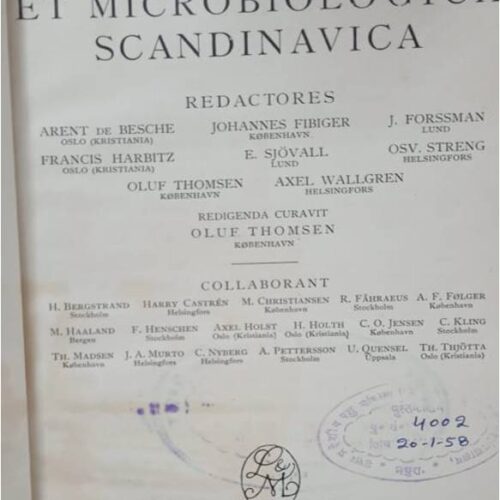 ET MICROBIOLOGICA
SCANDINAVICA
REDACTORES
ARENT DE BESCHE JOHANNES FIBIGER J. FORSSMAN
OSLO (KRISTIANIA) KØBENHAVN LUND
FRANCIS HARBITZ E. SJÖVALL OSV. STRENG
OSLO (KRISTIANIA) LUND HELSINGFORS
OLUF THOMSEN AXEL WALLGREN
KØBENHAVN HELSINGFORS
REDIGENDA CURAVIT
OLUF THOMSEN
KØBENHAVN
COLLABORANT
H. BERGSTRAND HARRY CASTRÉN M. CHRISTIANSEN R. FÅHRAEUS A. F. FØLGER
Stockholm Helsingfors København Stockholm København
M. HAALAND F. HENSCHEN AXEL HOLST H. HOLTH C. O. JENSEN C. KLING
Bergen Stockholm Oslo (Kristiania) Oslo (Kristiania) København Stockholm
TH. MADSEN J. A. MURTO C. NYBERG A. PETTERSSON U. QUENSEL TH. THJÖTTA
København Helsingfors Helsingfors Stockholm Uppsala Oslo (Kristiania)
4002
20-1-58
मथुरा.
L&M